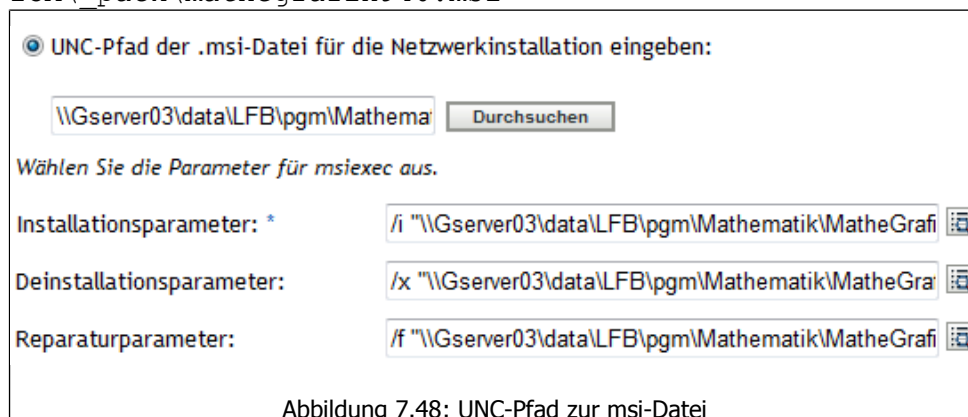 UNC-Pfad der .msi-Datei für die Netzwerkinstallation eingeben:
\\Gserver03\data\LFB\pgm\Mathemat Durchsuchen
Wählen Sie die Parameter für msiexec aus.
Installationsparameter: * /i "\\Gserver03\data\LFB\pgm\Mathematik\MatheGrafi
Deinstallationsparameter: /x "\\Gserver03\data\LFB\pgm\Mathematik\MatheGraf
Reparaturparameter: /f "\\Gserver03\data\LFB\pgm\Mathematik\MatheGrafi
Abbildung 7.48: UNC-Pfad zur msi-Datei